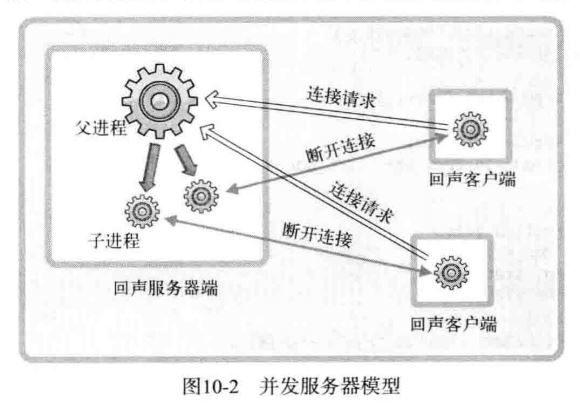 父进程
连接请求
断开连接
回声客户端
子进程
断开连接
连接请求
回声服务器端
回声客户端
图10-2 并发服务器模型